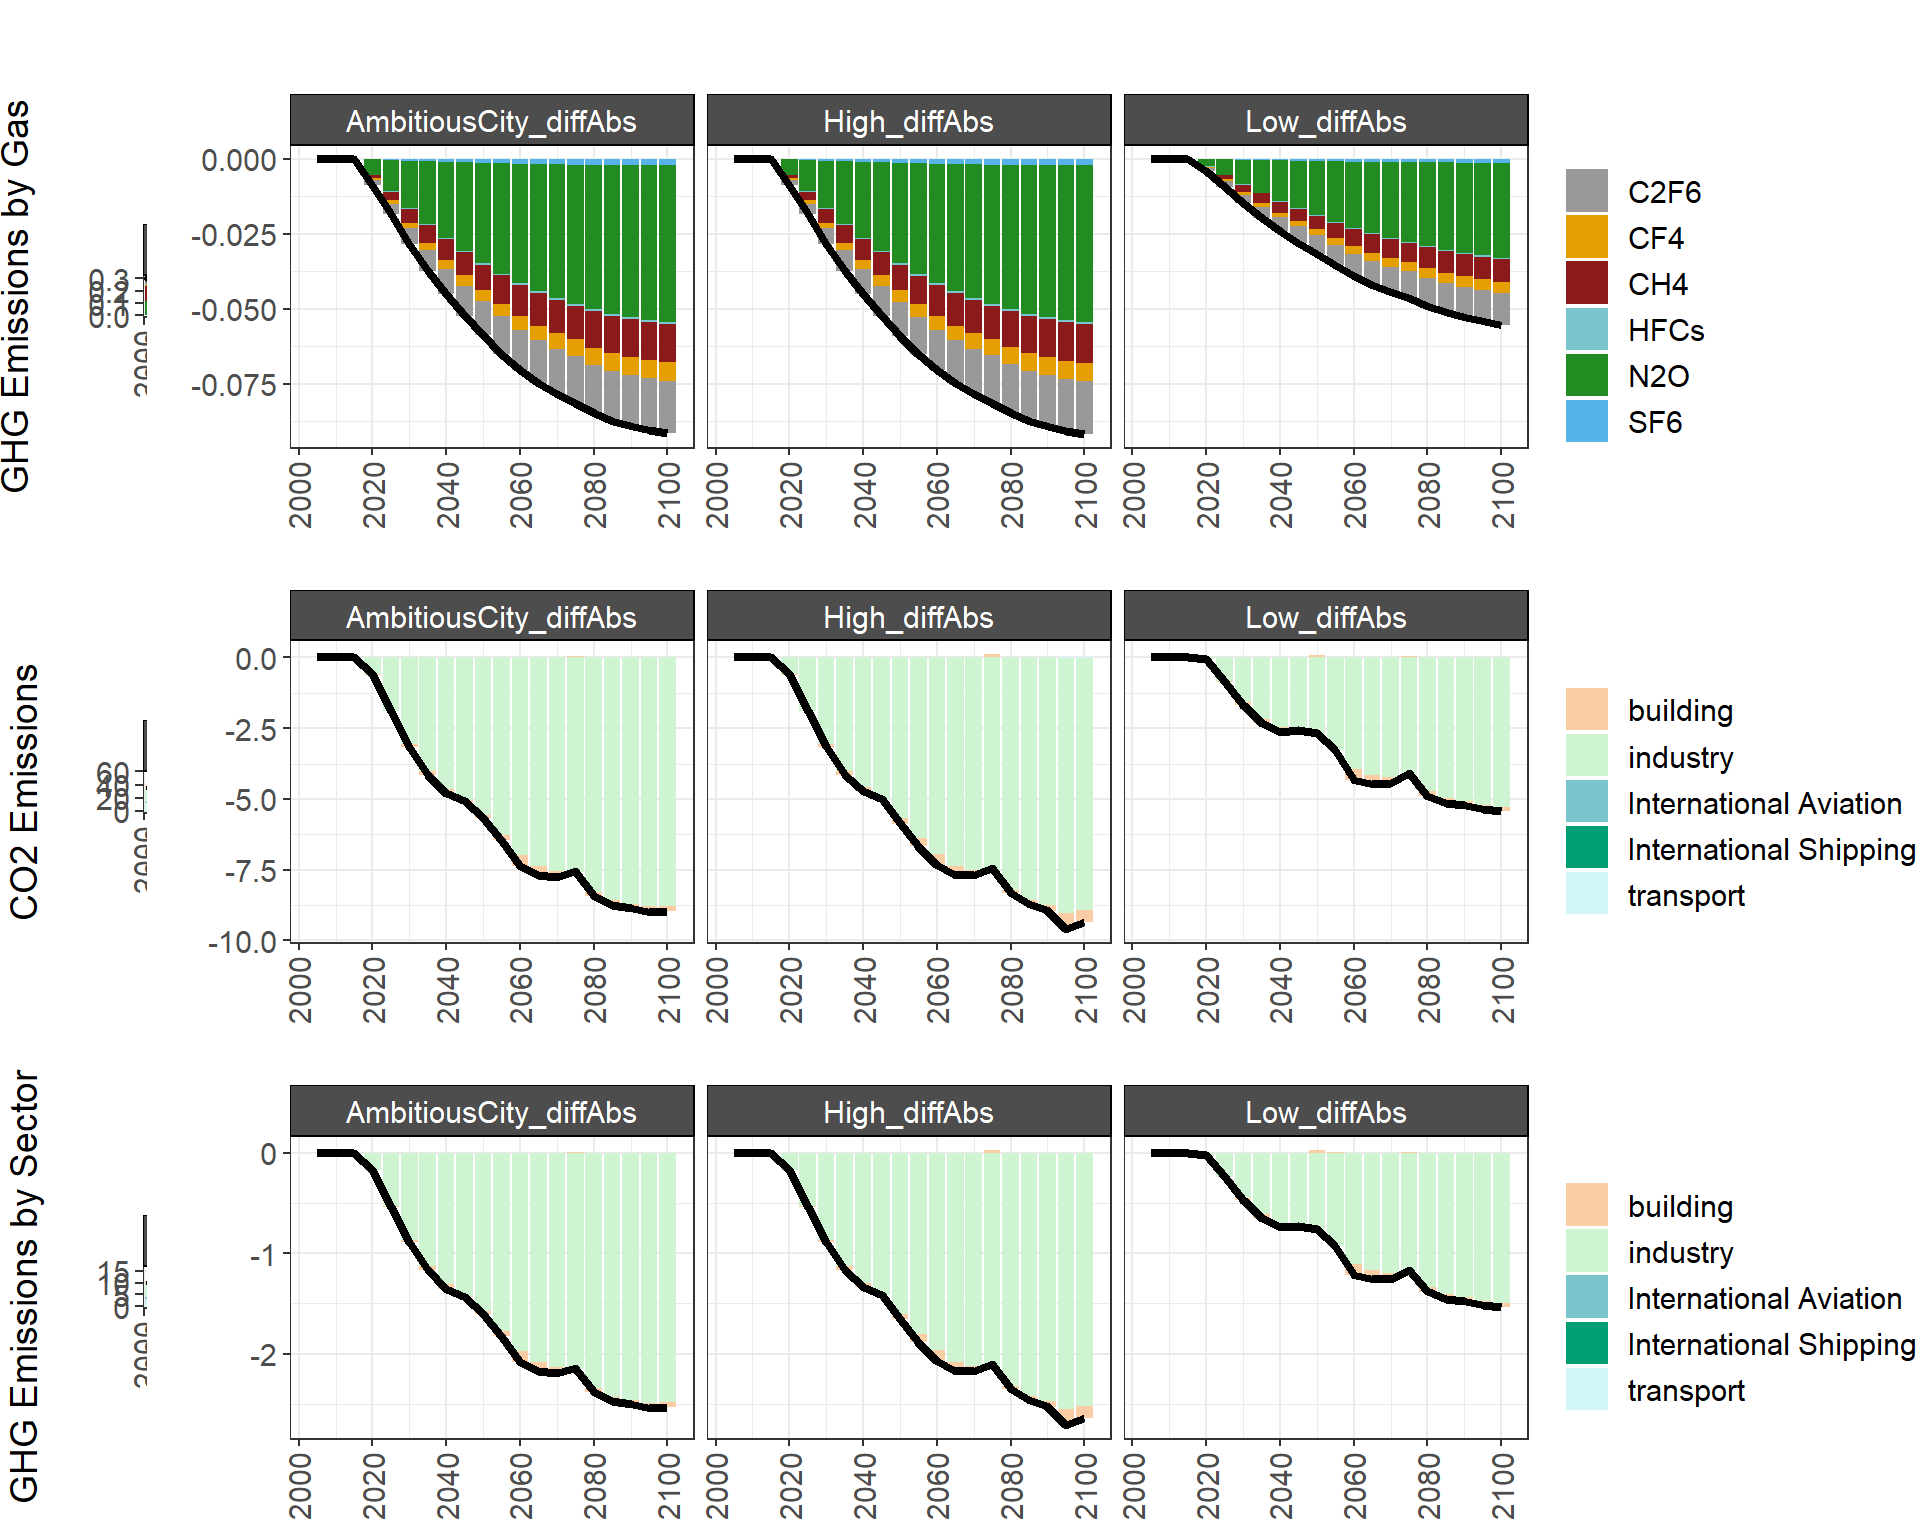 GHG Emissions by Gas
AmbitiousCity_diffAbs
High_diffAbs
Low_diffAbs
0.000
-0.025
-0.050
-0.075
0.3
0.2
0.1
0.0
2000
2000
2020
2040
2060
2080
2100
2000
2020
2040
2060
2080
2100
2000
2020
2040
2060
2080
2100
C2F6
CF4
CH4
HFCs
N2O
SF6
CO2 Emissions
AmbitiousCity_diffAbs
High_diffAbs
Low_diffAbs
0.0
-2.5
-5.0
-7.5
-10.0
60
40
20
0
2000
2000
2020
2040
2060
2080
2100
2000
2020
2040
2060
2080
2100
2000
2020
2040
2060
2080
2100
building
industry
International Aviation
International Shipping
transport
GHG Emissions by Sector
AmbitiousCity_diffAbs
High_diffAbs
Low_diffAbs
0
-1
-2
15
10
5
0
2000
2000
2020
2040
2060
2080
2100
2000
2020
2040
2060
2080
2100
2000
2020
2040
2060
2080
2100
building
industry
International Aviation
International Shipping
transport